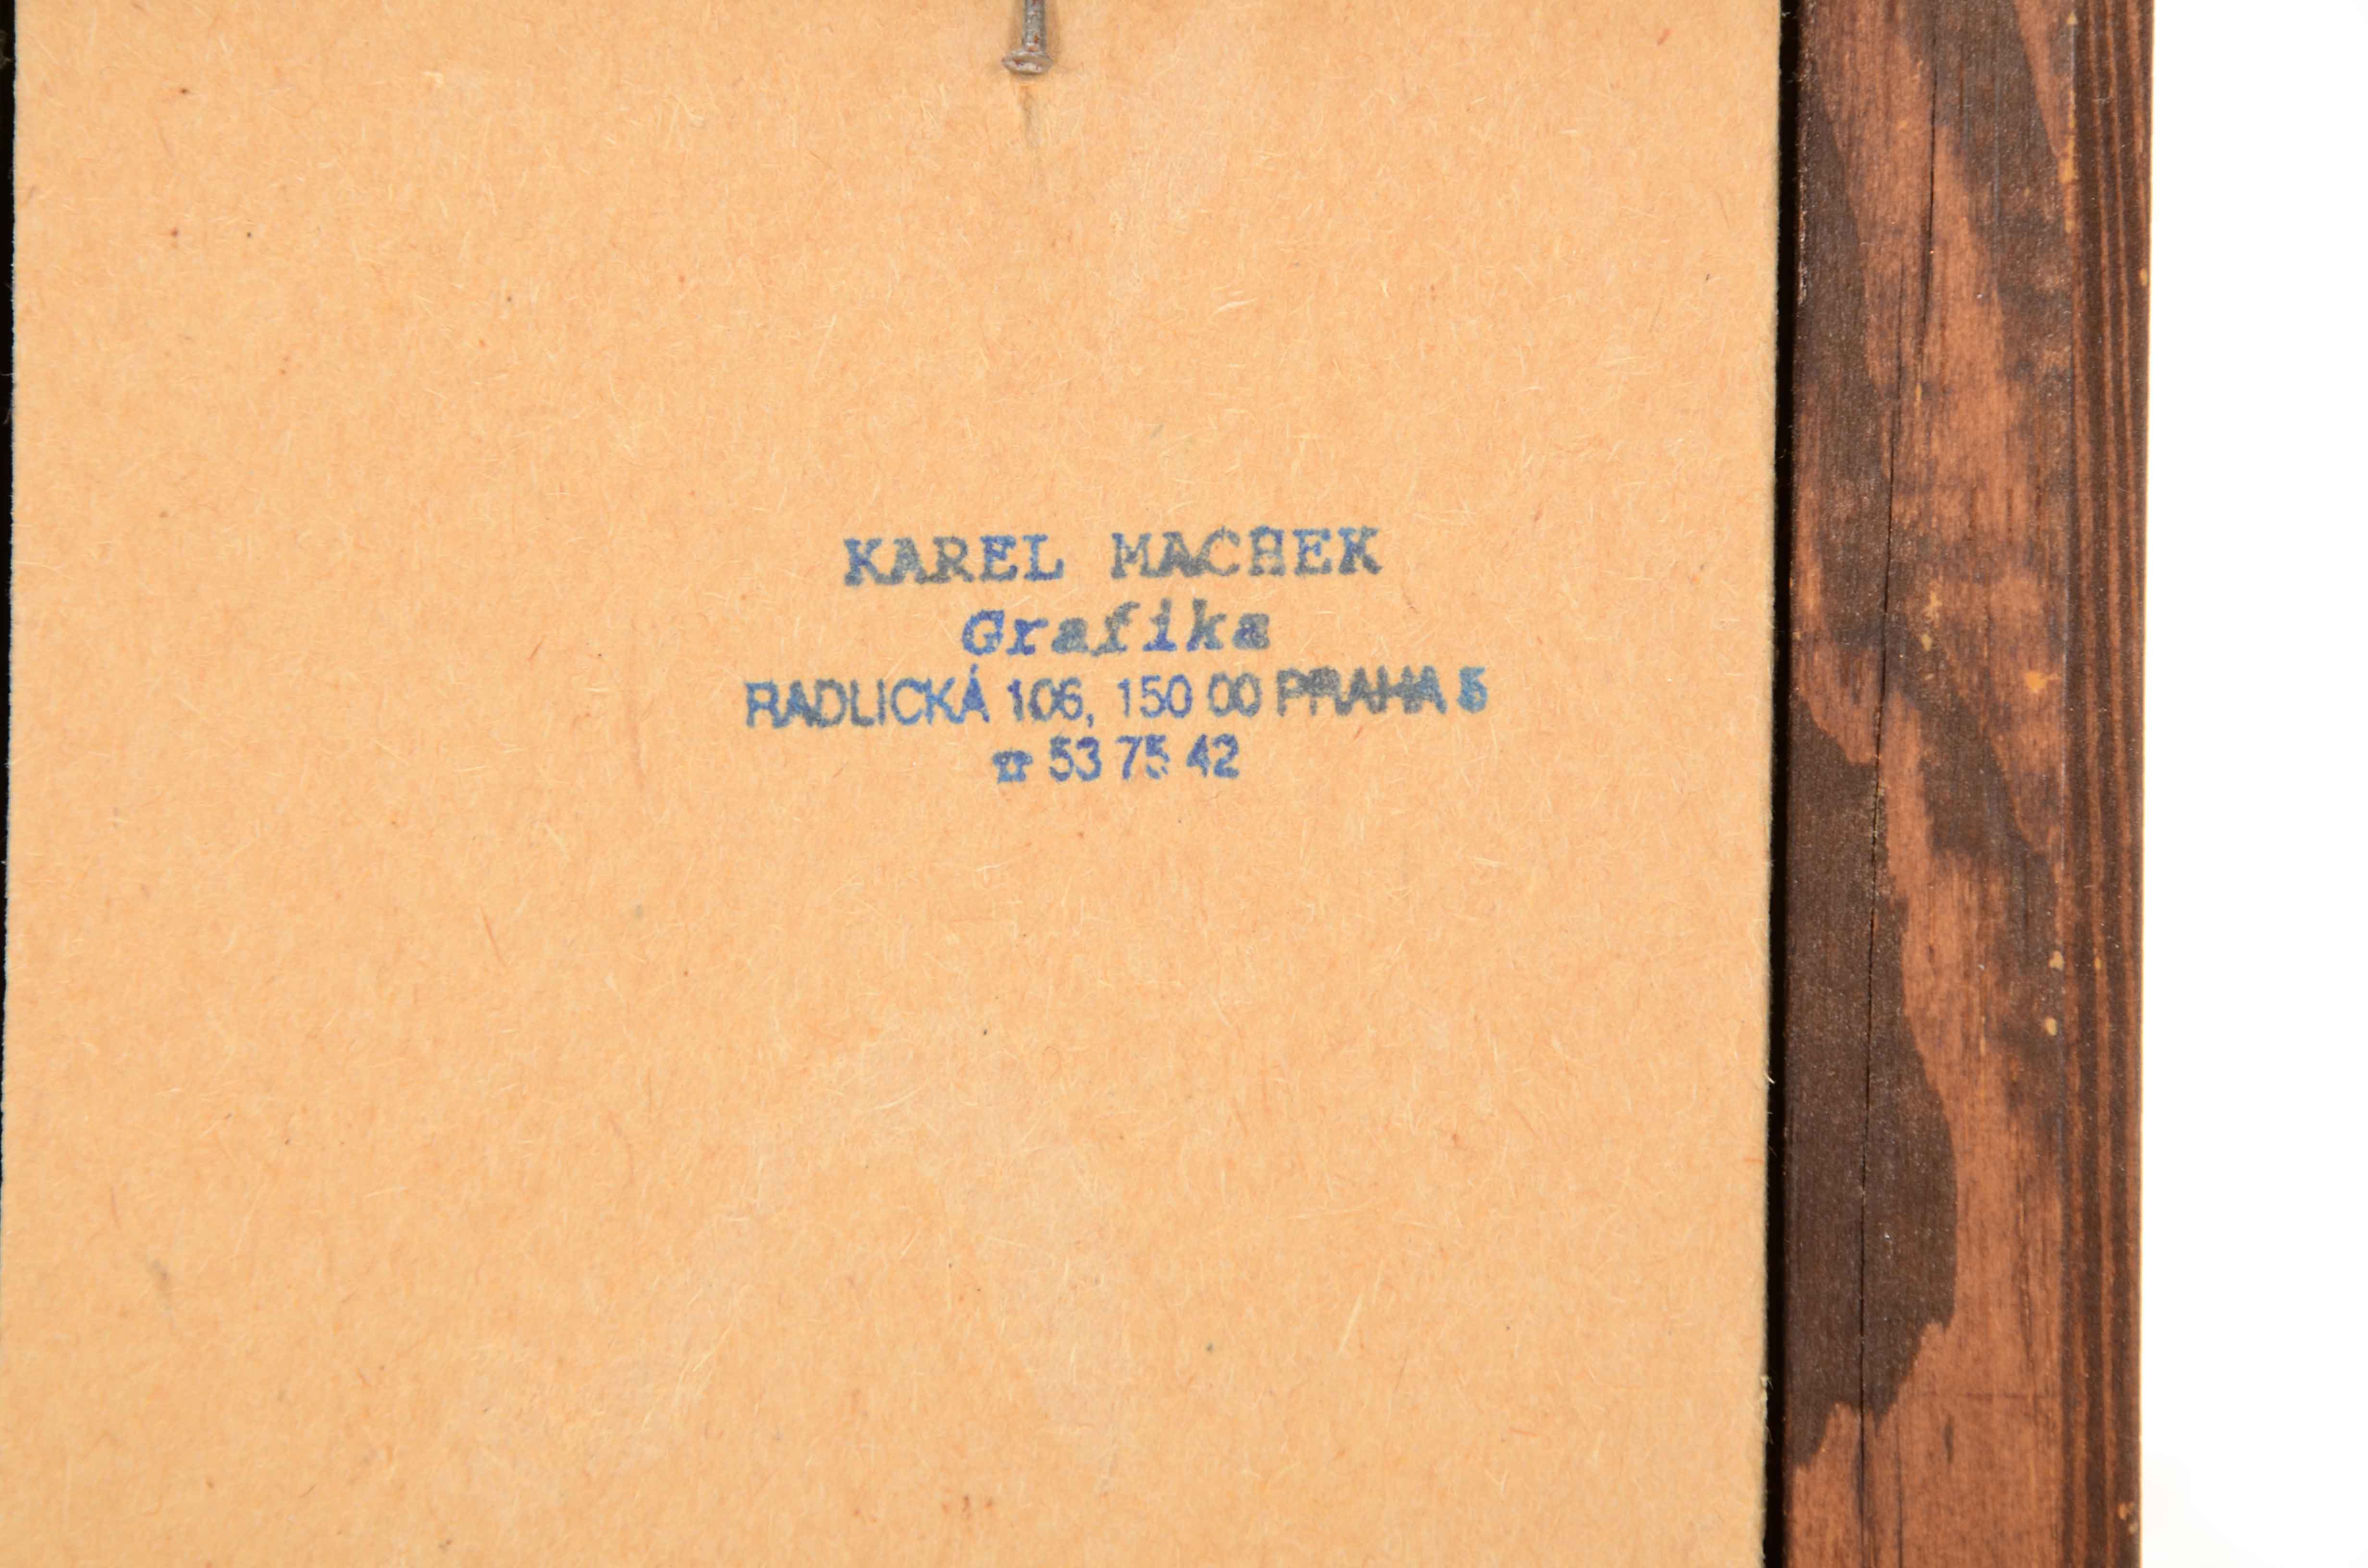 KAREL MACHEK
Grafika
RADLICKÁ 106, 150 00 PRAHA 5
☎ 53 75 42